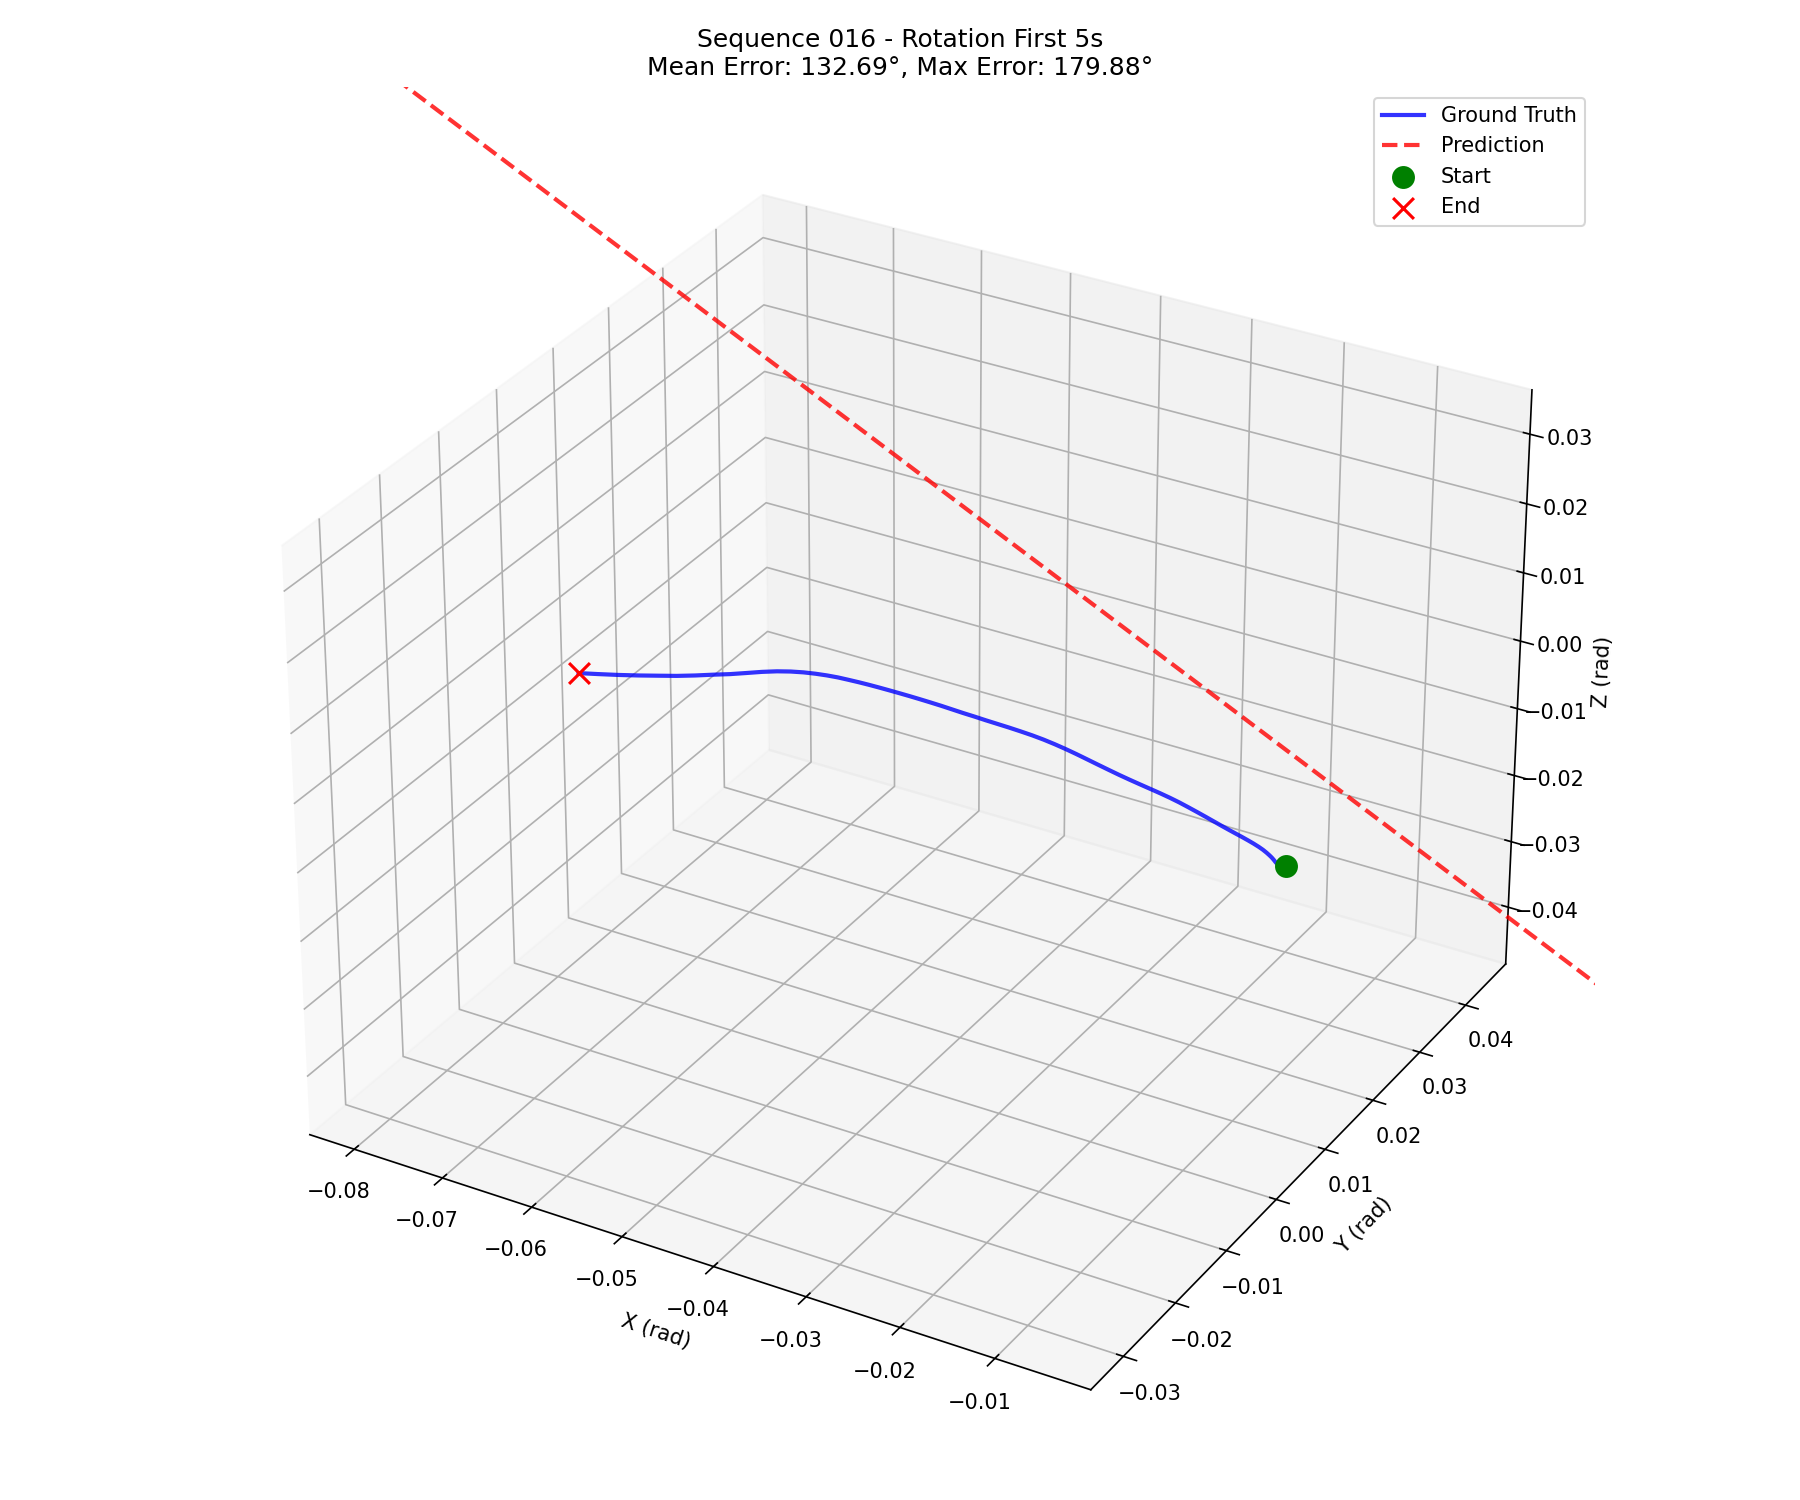 Sequence 016 - Rotation First 5s
Mean Error: 132.69°, Max Error: 179.88°
Ground Truth
Prediction
Start
End
0.03
0.02
0.01
0.00
−0.01
−0.02
−0.03
−0.04
Z (rad)
0.04
0.03
0.02
0.01
0.00
−0.01
−0.02
−0.03
Y (rad)
−0.08
−0.07
−0.06
−0.05
−0.04
−0.03
−0.02
−0.01
X (rad)